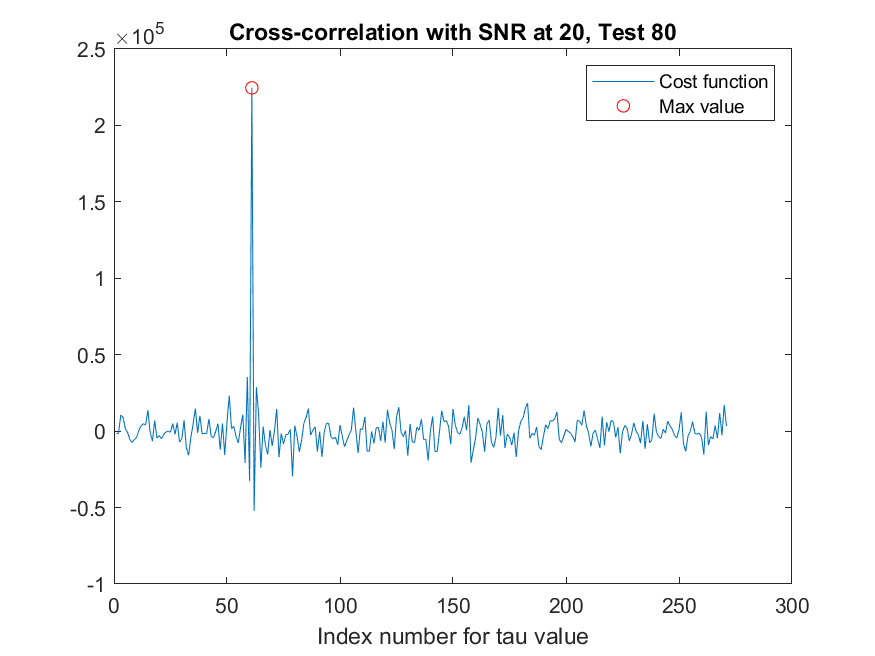 Cross-correlation with SNR at 20, Test 80
×10^5
2.5
2
1.5
1
0.5
0
-0.5
-1
0 50 100 150 200 250 300
Index number for tau value
Cost function
Max value